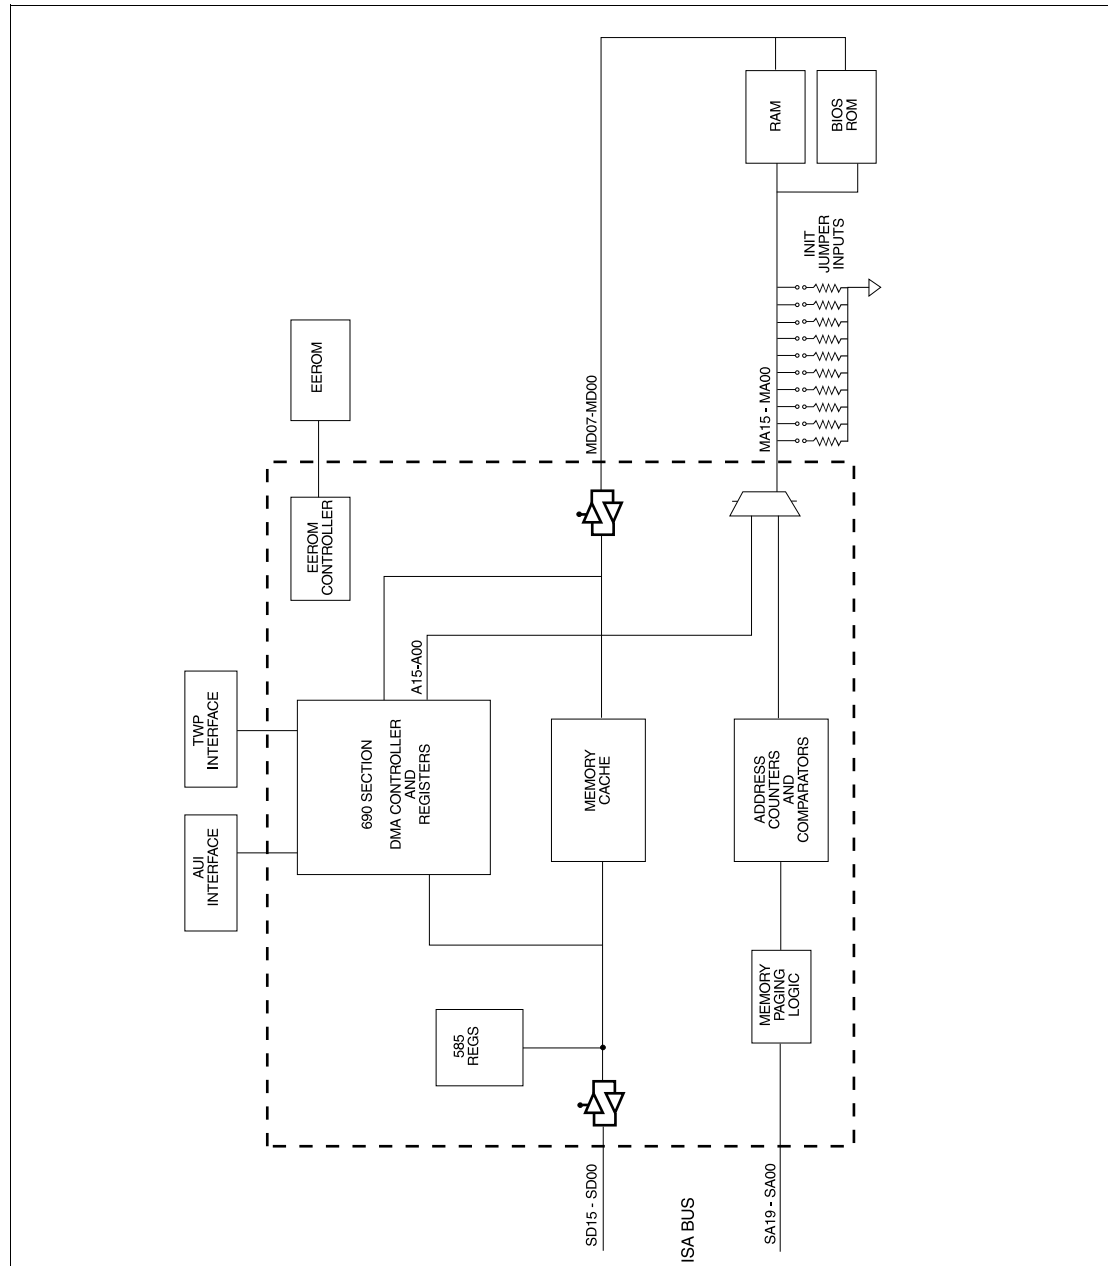 RAM
BIOS
ROM
INIT
JUMPER
INPUTS
EEROM
MD07-MD00
MA15 - MA00
EEROM
CONTROLLER
TWP
INTERFACE
A15-A00
690 SECTION
DMA CONTROLLER
AND
REGISTERS
MEMORY
CACHE
ADDRESS
COUNTERS
AND
COMPARATORS
AUI
INTERFACE
MEMORY
PAGING
LOGIC
585
REGS
SD15 - SD00
ISA BUS
SA19 - SA00